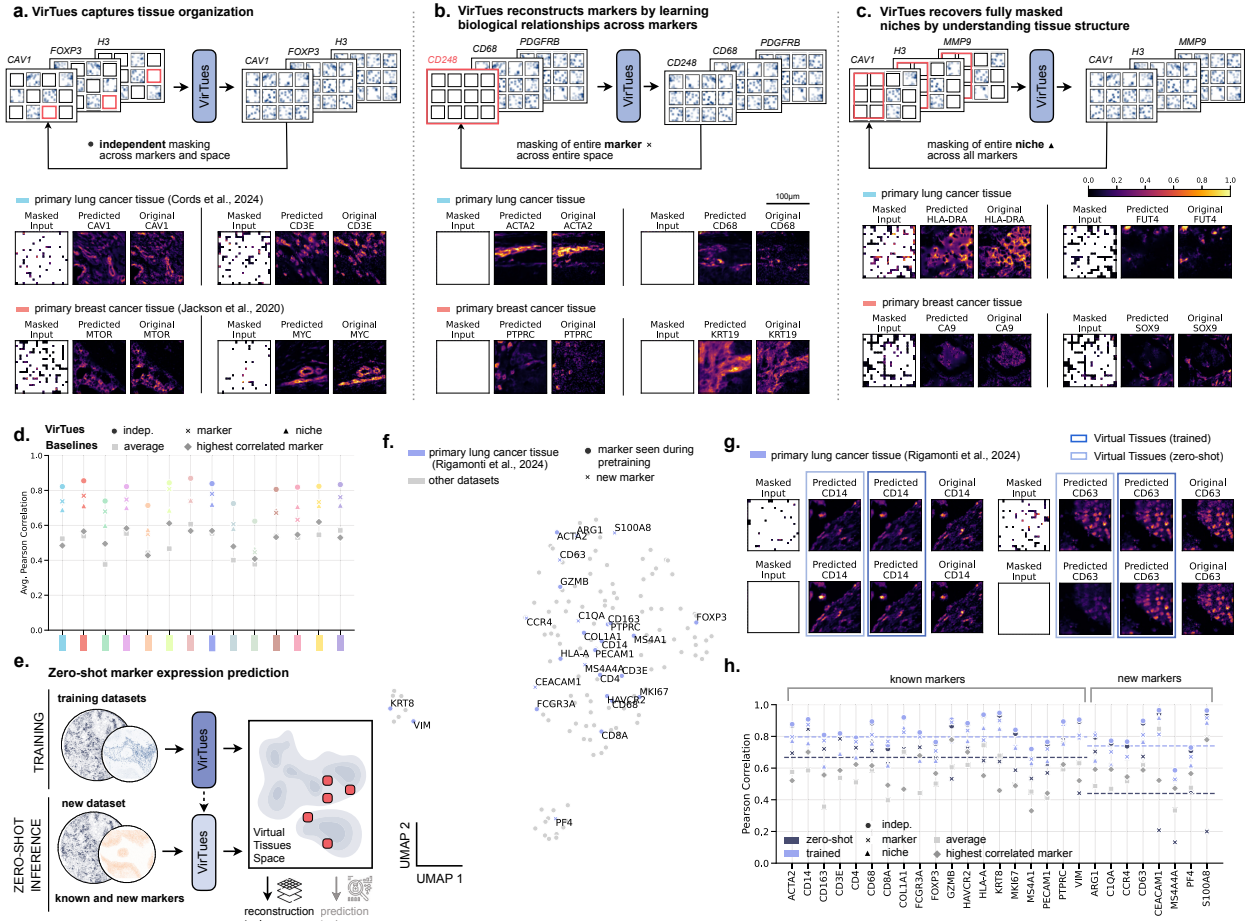 a. VirTues captures tissue organization
CAV1
FOXP3
H3
VirTues
CAV1
FOXP3
H3
● independent masking
across markers and space
primary lung cancer tissue (Cords et al., 2024)
Masked Input
Predicted CAV1
Original CAV1
Masked Input
Predicted CD3E
Original CD3E
primary breast cancer tissue (Jackson et al., 2020)
Masked Input
Predicted MTOR
Original MTOR
Masked Input
Predicted MYC
Original MYC
b. VirTues reconstructs markers by learning
biological relationships across markers
CD248
CD68
PDGFRB
VirTues
CD248
CD68
PDGFRB
masking of entire marker ×
across entire space
primary lung cancer tissue
100μm
Masked Input
Predicted ACTA2
Original ACTA2
Masked Input
Predicted CD68
Original CD68
primary breast cancer tissue
Masked Input
Predicted PTPRC
Original PTPRC
Masked Input
Predicted KRT19
Original KRT19
c. VirTues recovers fully masked
niches by understanding tissue structure
CAV1
H3
MMP9
VirTues
CAV1
H3
MMP9
masking of entire niche ▲
across all markers
0.0 0.2 0.4 0.6 0.8 1.0
primary lung cancer tissue
Masked Input
Predicted HLA-DRA
Original HLA-DRA
Masked Input
Predicted FUT4
Original FUT4
primary breast cancer tissue
Masked Input
Predicted CA9
Original CA9
Masked Input
Predicted SOX9
Original SOX9
d.
VirTues ● indep. × marker ▲ niche
Baselines ■ average ◆ highest correlated marker
Avg. Pearson Correlation
1.0
0.8
0.6
0.4
0.2
0.0
e. Zero-shot marker expression prediction
TRAINING
training datasets
VirTues
ZERO-SHOT
INFERENCE
new dataset
VirTues
known and new markers
Virtual
Tissues
Space
reconstruction
prediction
f.
primary lung cancer tissue
(Rigamonti et al., 2024)
other datasets
● marker seen during
pretraining
× new marker
ARG1
S100A8
ACTA2
CD63
GZMB
CCR4
C1QA
CD163
FOXP3
PTPRC
COL1A1
MS4A1
CD14
HLA-A
PECAM1
MS4A4A
CD3E
CD4
CEACAM1
MKI67
HAVCR2
FCGR3A
CD68
KRT8
VIM
CD8A
PF4
UMAP 2
UMAP 1
g.
primary lung cancer tissue (Rigamonti et al., 2024)
Virtual Tissues (trained)
Virtual Tissues (zero-shot)
Masked Input
Predicted CD14
Predicted CD14
Original CD14
Masked Input
Predicted CD63
Predicted CD63
Original CD63
Masked Input
Predicted CD14
Predicted CD14
Original CD14
Masked Input
Predicted CD63
Predicted CD63
Original CD63
h.
known markers
new markers
Pearson Correlation
1.0
0.8
0.6
0.4
0.2
0.0
zero-shot
trained
● indep.
× marker
▲ niche
average
highest correlated marker
ACTA2
CD14
CD163
CD3E
CD4
CD68
CD8A
COL1A1
FCGR3A
FOXP3
GZMB
HAVCR2
HLA-A
KRT8
MKI67
MS4A1
PECAM1
PTPRC
VIM
ARG1
C1QA
CCR4
CD63
CEACAM1
MS4A4A
PF4
S100A8